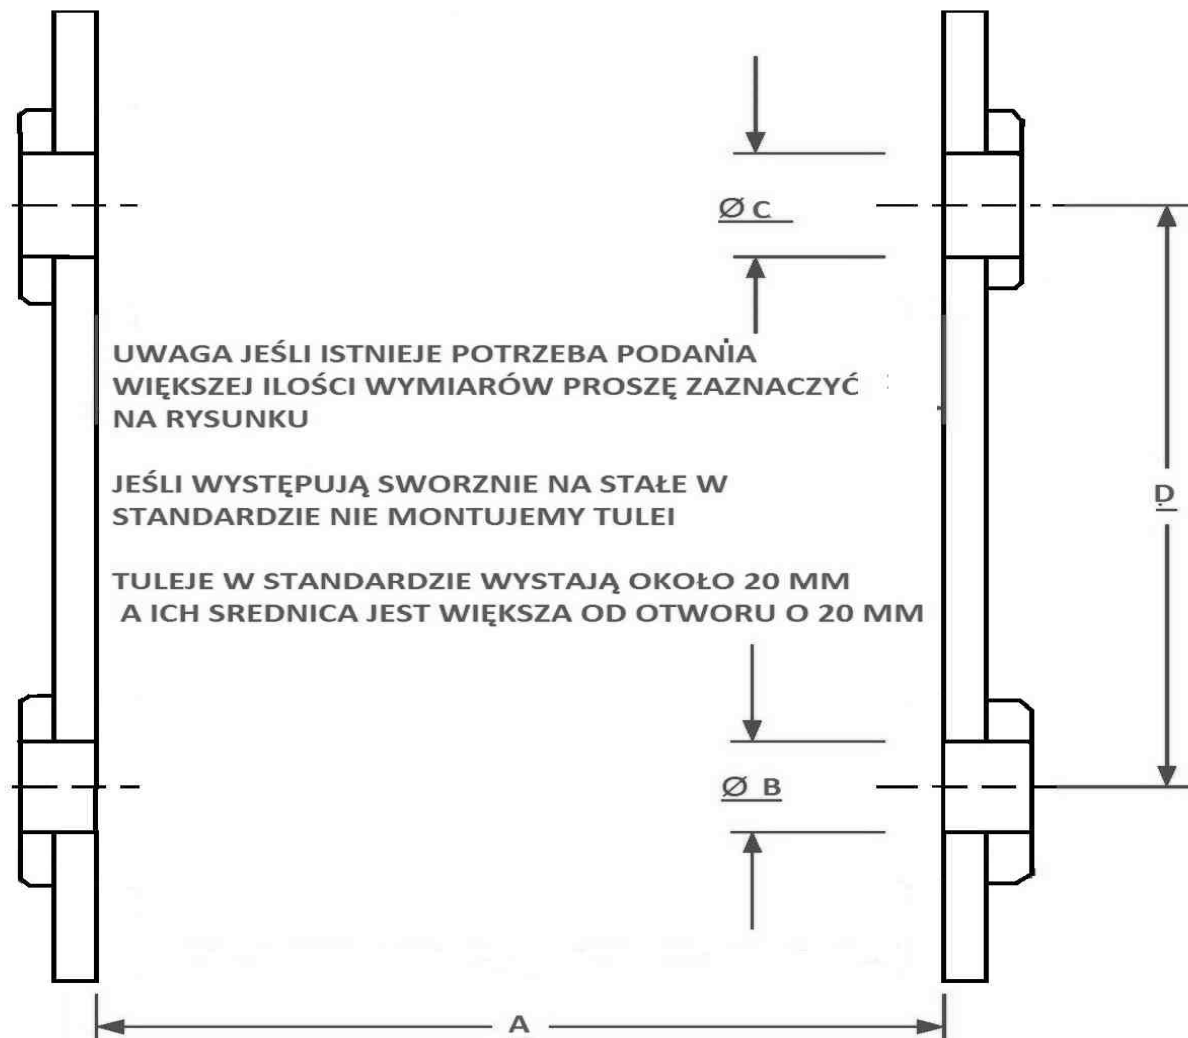 Ø C
UWAGA JEŚLI ISTNIEJE POTRZEBA PODANIA
WIĘKSZEJ ILOŚCI WYMIARÓW PROSZĘ ZAZNACZYĆ
NA RYSUNKU
JEŚLI WYSTĘPUJĄ SWORZNIE NA STAŁE W
STANDARDZIE NIE MONTUJEMY TULEI
D
TULEJE W STANDARDZIE WYSTAJĄ OKOŁO 20 MM
A ICH SREDNICA JEST WIĘKSZA OD OTWORU O 20 MM
Ø B
A